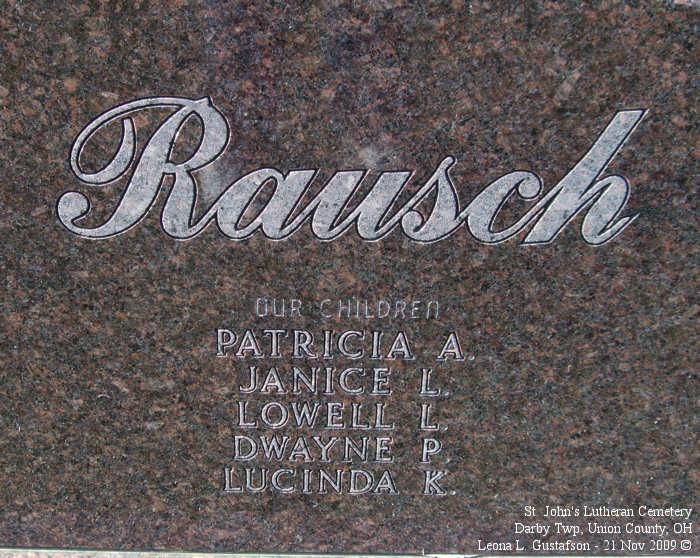 Rausch
OUR CHILDREN
PATRICIA A.
JANICE L.
LOWELL L.
DWAYNE P.
LUCINDA K.
St. John's Lutheran Cemetery
Darby Twp, Union County, OH
Leona L. Gustafson - 21 Nov 2009 ©